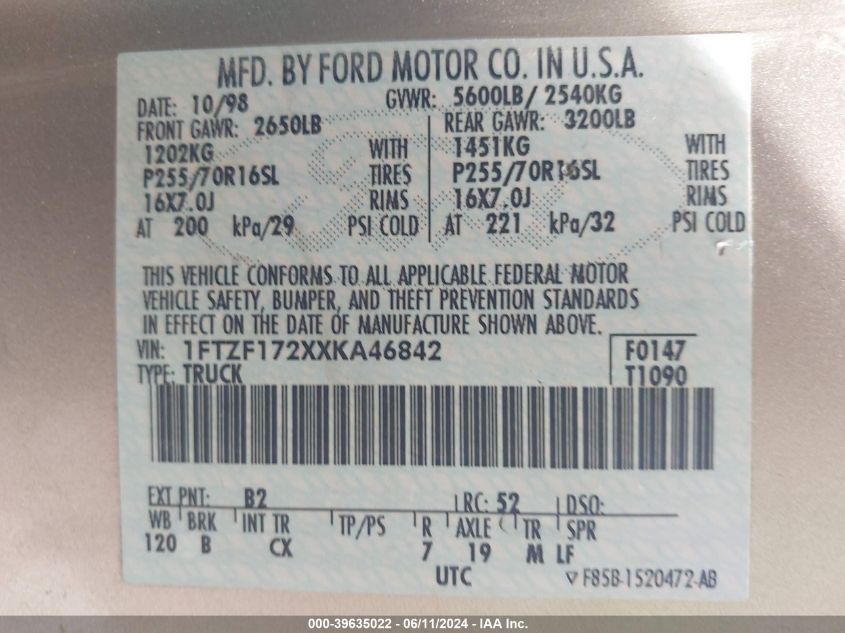 MFD. BY FORD MOTOR CO. IN U.S.A.
DATE: 10/98 GVWR: 5600LB/ 2540KG
FRONT GAWR: 2650LB REAR GAWR: 3200LB
1202KG WITH 1451KG WITH
P255/70R16SL TIRES P255/70R16SL TIRES
16X7.0J RIMS 16X7.0J RIMS
AT 200 kPa/29 PSI COLD AT 221 kPa/32 PSI COLD
THIS VEHICLE CONFORMS TO ALL APPLICABLE FEDERAL MOTOR
VEHICLE SAFETY, BUMPER, AND THEFT PREVENTION STANDARDS
IN EFFECT ON THE DATE OF MANUFACTURE SHOWN ABOVE.
VIN: 1FTZF172XXKA46842 F0147
TYPE: TRUCK T1090
EXT PNT: B2 RC: 52 DSO:
WB BRK INT TR TP/PS R AXLE TR SPR
120 B CX 7 19 M LF
UTC ▽ F85B-1520472-AB
000-39635022 - 06/11/2024 - IAA Inc.